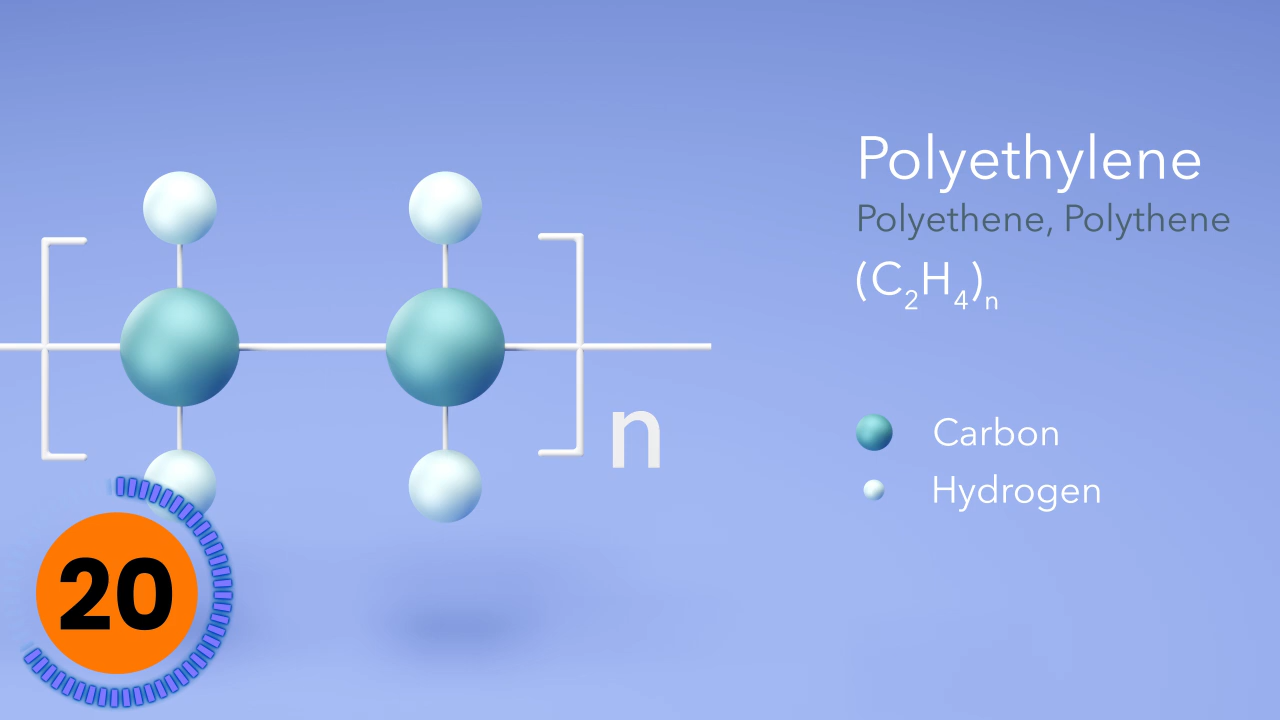 Polyethylene
Polyethene, Polythene
(C₂H₄)ₙ
n
Carbon
Hydrogen
20